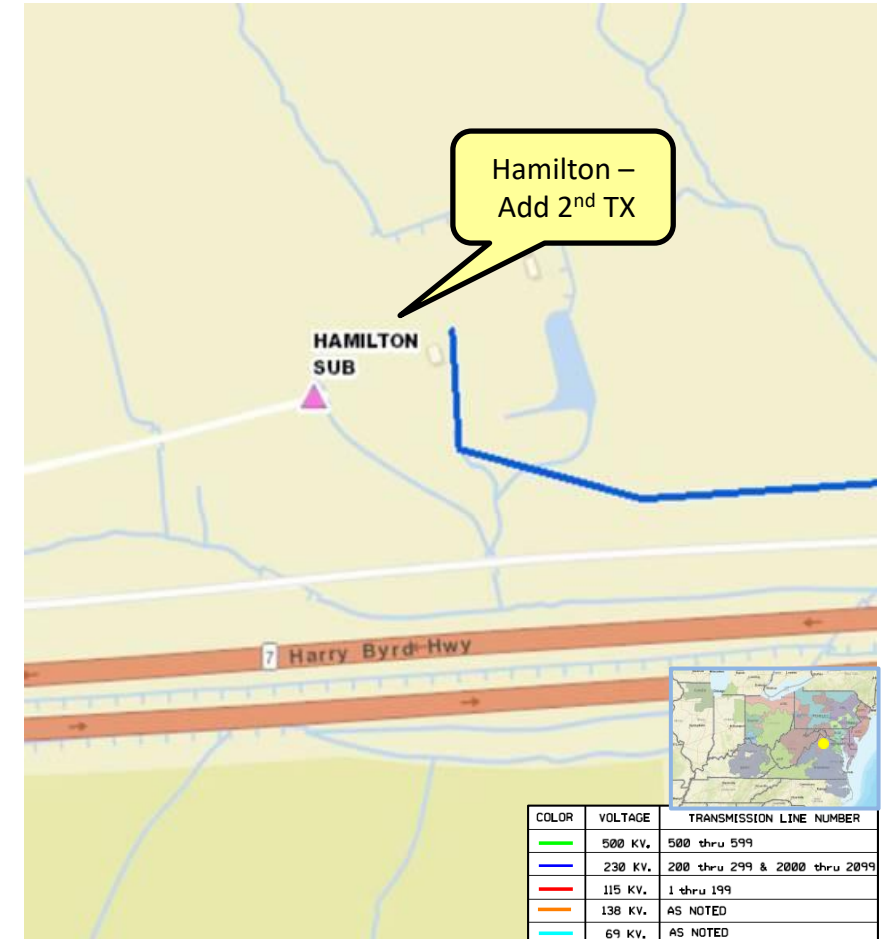 Hamilton –
Add 2nd TX
HAMILTON
SUB
7 Harry Byrd Hwy
COLOR VOLTAGE TRANSMISSION LINE NUMBER
500 KV. 500 thru 599
230 KV. 200 thru 299 & 2000 thru 2099
115 KV. 1 thru 199
138 KV. AS NOTED
69 KV. AS NOTED